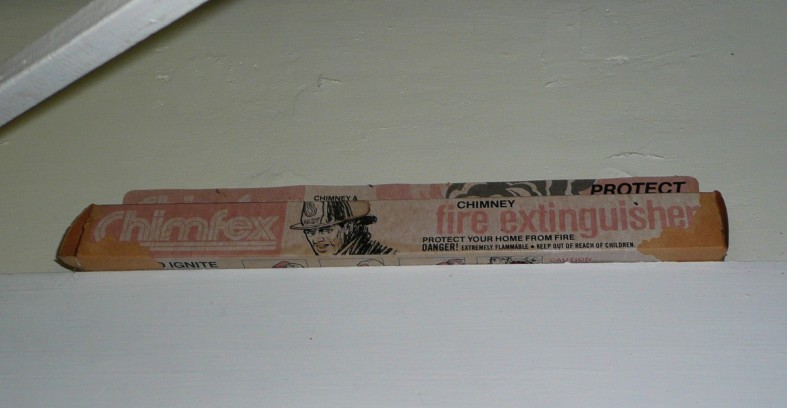 PROTECT
CHIMNEY &
CHIMNEY
Chimfex
fire extinguisher
PROTECT YOUR HOME FROM FIRE
DANGER! EXTREMELY FLAMMABLE • KEEP OUT OF REACH OF CHILDREN.
IGNITE
CAUTION